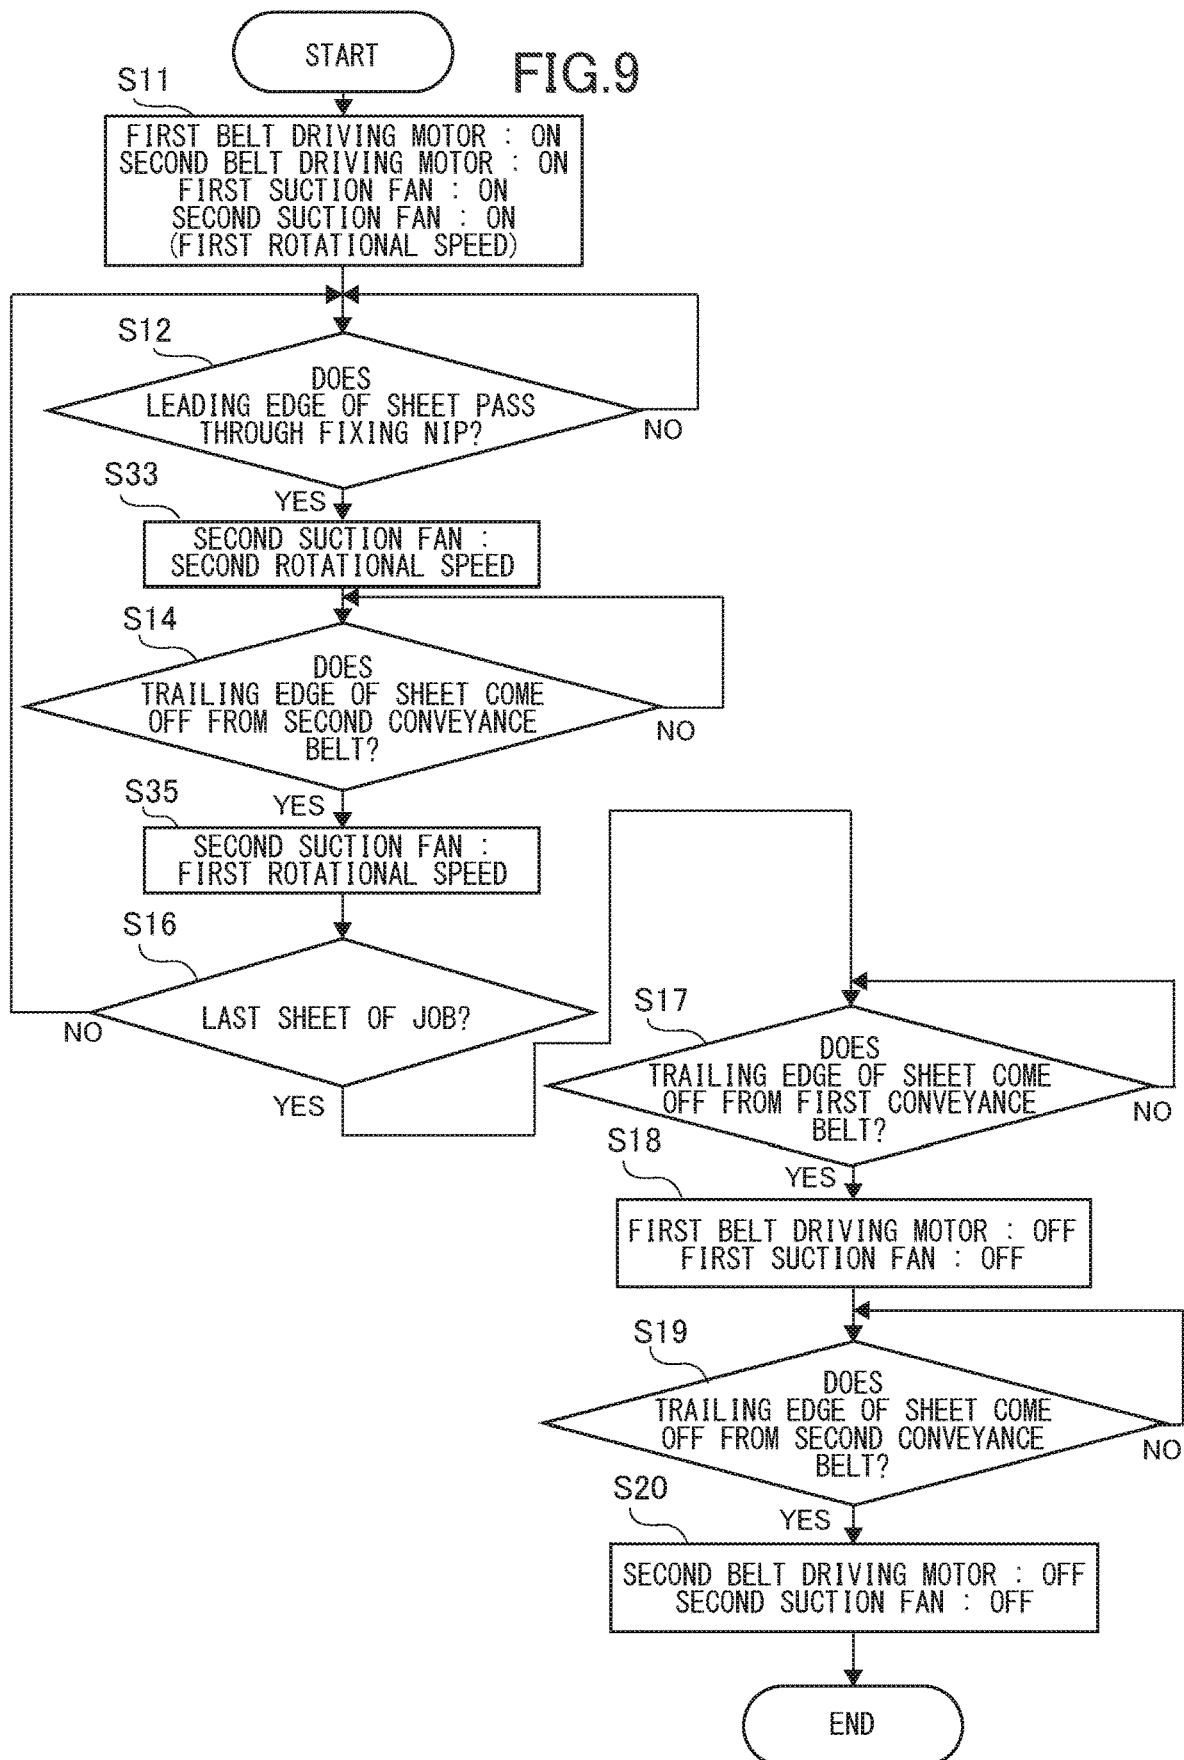 START
FIG.9
S11
FIRST BELT DRIVING MOTOR : ON
SECOND BELT DRIVING MOTOR : ON
FIRST SUCTION FAN : ON
SECOND SUCTION FAN : ON
(FIRST ROTATIONAL SPEED)
S12
DOES
LEADING EDGE OF SHEET PASS
THROUGH FIXING NIP?
NO
YES
S33
SECOND SUCTION FAN :
SECOND ROTATIONAL SPEED
S14
DOES
TRAILING EDGE OF SHEET COME
OFF FROM SECOND CONVEYANCE
BELT?
NO
YES
S35
SECOND SUCTION FAN :
FIRST ROTATIONAL SPEED
S16
LAST SHEET OF JOB?
NO
YES
S17
DOES
TRAILING EDGE OF SHEET COME
OFF FROM FIRST CONVEYANCE
BELT?
NO
YES
S18
FIRST BELT DRIVING MOTOR : OFF
FIRST SUCTION FAN : OFF
S19
DOES
TRAILING EDGE OF SHEET COME
OFF FROM SECOND CONVEYANCE
BELT?
NO
YES
S20
SECOND BELT DRIVING MOTOR : OFF
SECOND SUCTION FAN : OFF
END